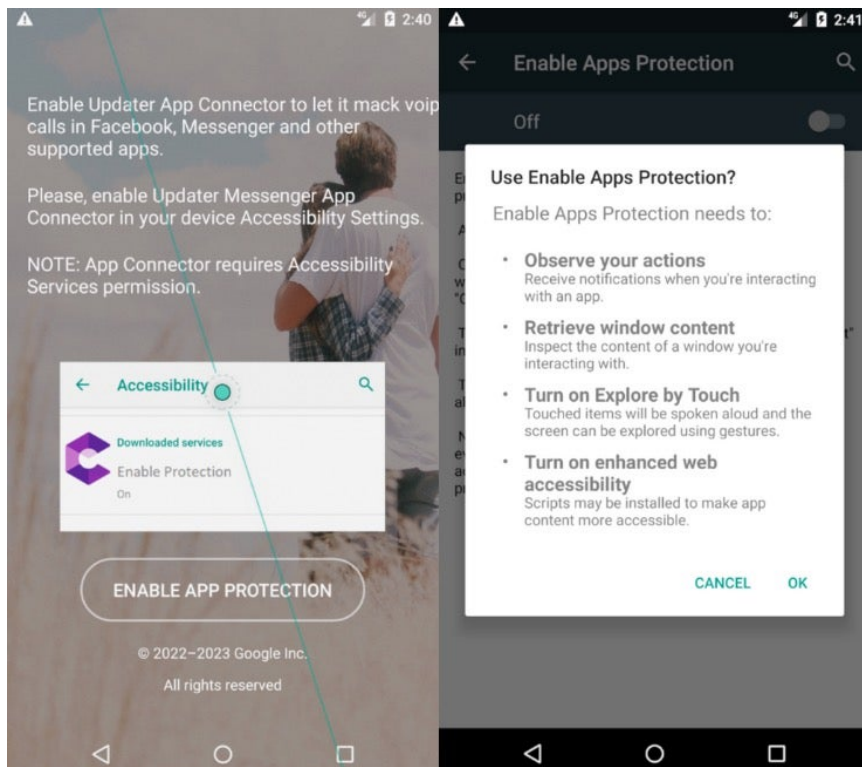 4G 2:40
Enable Updater App Connector to let it mack voip
calls in Facebook, Messenger and other
supported apps.
Please, enable Updater Messenger App
Connector in your device Accessibility Settings.
NOTE: App Connector requires Accessibility
Services permission.
Accessibility
Downloaded services
Enable Protection
On
ENABLE APP PROTECTION
© 2022–2023 Google Inc.
All rights reserved
4G 2:41
Enable Apps Protection
Off
Use Enable Apps Protection?
Enable Apps Protection needs to:
• Observe your actions
Receive notifications when you're interacting
with an app.
• Retrieve window content
Inspect the content of a window you're
interacting with.
• Turn on Explore by Touch
Touched items will be spoken aloud and the
screen can be explored using gestures.
• Turn on enhanced web
accessibility
Scripts may be installed to make app
content more accessible.
CANCEL OK